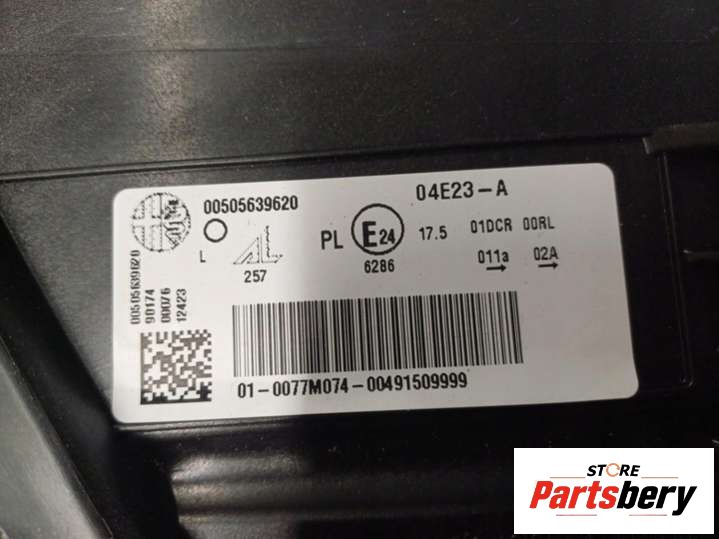 00505639620
04E23-A
L
AL
257
PL
E24
6286
17.5
01DCR 00RL
011a
02A
00505639620
90174
00076
12423
01-0077M074-00491509999
STORE
Partsbery